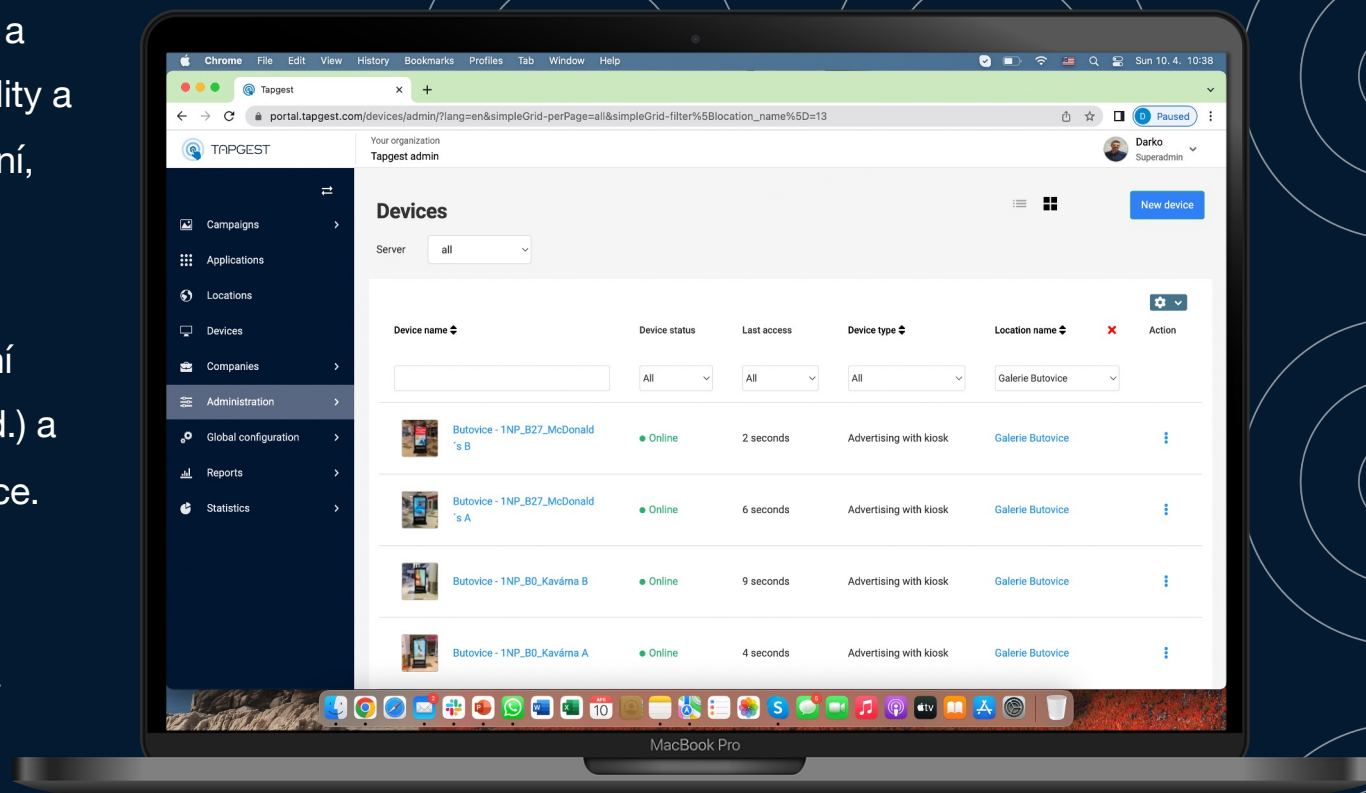 a
lity a
ní,
ní
d.) a
ce.
Chrome File Edit View History Bookmarks Profiles Tab Window Help
Sun 10. 4. 10:38
Tapgest
portal.tapgest.com/devices/admin/?lang=en&simpleGrid-perPage=all&simpleGrid-filter%5Blocation_name%5D=13
D Paused
TAPGEST
Your organization
Tapgest admin
Darko
Superadmin
Campaigns
Applications
Locations
Devices
Companies
Administration
Global configuration
Reports
Statistics
Devices
New device
Server all
Device name Device status Last access Device type Location name Action
All All All Galerie Butovice
Butovice - 1NP_B27_McDonald
´s B
Online 2 seconds Advertising with kiosk Galerie Butovice
Butovice - 1NP_B27_McDonald
´s A
Online 6 seconds Advertising with kiosk Galerie Butovice
Butovice - 1NP_B0_Kavárna B Online 9 seconds Advertising with kiosk Galerie Butovice
Butovice - 1NP_B0_Kavárna A Online 4 seconds Advertising with kiosk Galerie Butovice
APR
10
tv
MacBook Pro